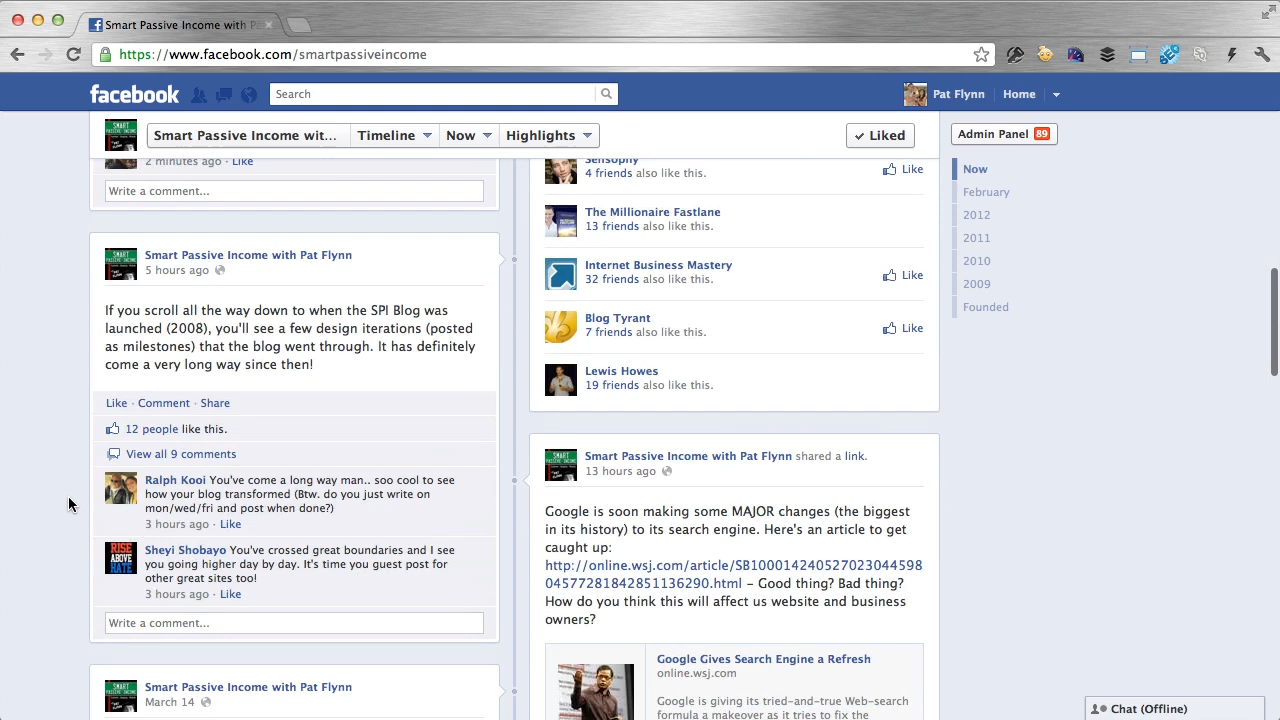 Smart Passive Income with P
https://www.facebook.com/smartpassiveincome
facebook
Search
Pat Flynn
Home
Smart Passive Income wit...
Timeline
Now
Highlights
Liked
Admin Panel 89
Now
February
2012
2011
2010
2009
Founded
2 minutes ago · Like
Write a comment...
Smart Passive Income with Pat Flynn
5 hours ago
If you scroll all the way down to when the SPI Blog was
launched (2008), you'll see a few design iterations (posted
as milestones) that the blog went through. It has definitely
come a very long way since then!
Like · Comment · Share
12 people like this.
View all 9 comments
Ralph Kooi You've come a long way man.. soo cool to see
how your blog transformed (Btw. do you just write on
mon/wed/fri and post when done?)
3 hours ago · Like
RISE
ABOVE
HATE
Sheyi Shobayo You've crossed great boundaries and I see
you going higher day by day. It's time you guest post for
other great sites too!
3 hours ago · Like
Write a comment...
SMART
PASSIVE
INCOME
Smart Passive Income with Pat Flynn
March 14
Sensophy
4 friends also like this.
Like
The Millionaire Fastlane
13 friends also like this.
Internet Business Mastery
32 friends also like this.
Like
Blog Tyrant
7 friends also like this.
Like
Lewis Howes
19 friends also like this.
Smart Passive Income with Pat Flynn shared a link.
13 hours ago
Google is soon making some MAJOR changes (the biggest
in its history) to its search engine. Here's an article to get
caught up:
http://online.wsj.com/article/SB100014240527023044598
04577281842851136290.html – Good thing? Bad thing?
How do you think this will affect us website and business
owners?
Google Gives Search Engine a Refresh
online.wsj.com
Google is giving its tried-and-true Web-search
formula a makeover as it tries to fix the
Chat (Offline)